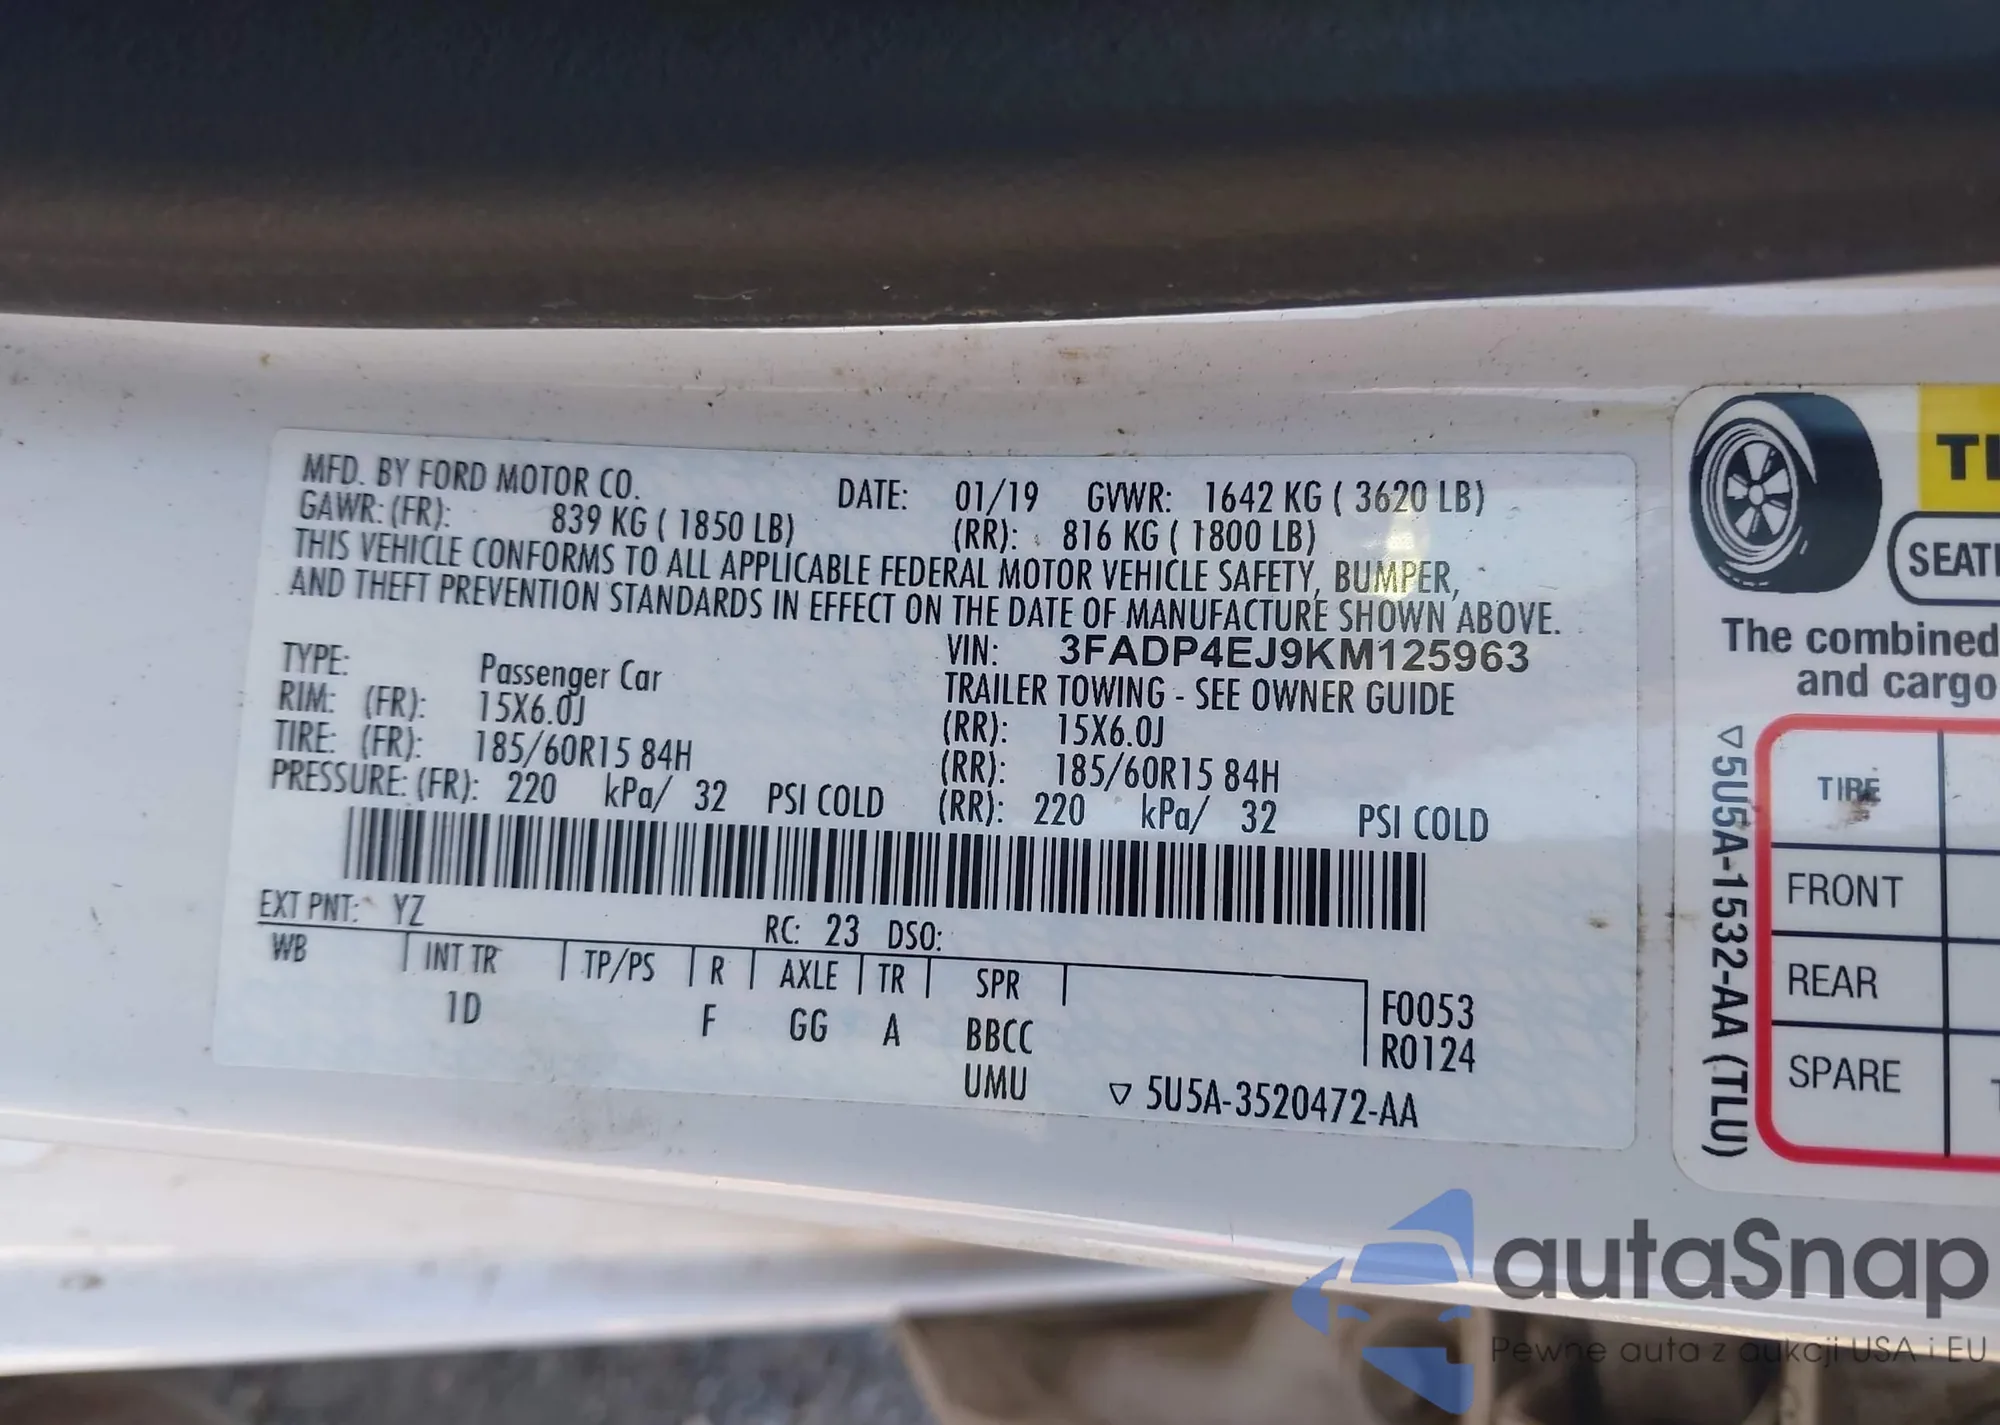 MFD. BY FORD MOTOR CO. DATE: 01/19 GVWR: 1642 KG ( 3620 LB)
GAWR: (FR): 839 KG ( 1850 LB) (RR): 816 KG ( 1800 LB)
THIS VEHICLE CONFORMS TO ALL APPLICABLE FEDERAL MOTOR VEHICLE SAFETY, BUMPER,
AND THEFT PREVENTION STANDARDS IN EFFECT ON THE DATE OF MANUFACTURE SHOWN ABOVE.
VIN: 3FADP4EJ9KM125963
TYPE: Passenger Car TRAILER TOWING - SEE OWNER GUIDE
RIM: (FR): 15X6.0J (RR): 15X6.0J
TIRE: (FR): 185/60R15 84H (RR): 185/60R15 84H
PRESSURE: (FR): 220 kPa/ 32 PSI COLD (RR): 220 kPa/ 32 PSI COLD
EXT PNT: YZ RC: 23 DSO:
WB INT TR TP/PS R AXLE TR SPR
1D F GG A BBCC
UMU
F0053
R0124
▽ 5U5A-3520472-AA
TI
SEATI
The combined
and cargo
▽5U5A-1532-AA (TLU)
TIRE
FRONT
REAR
SPARE
autaSnap
Pewne auta z aukcji USA i EU